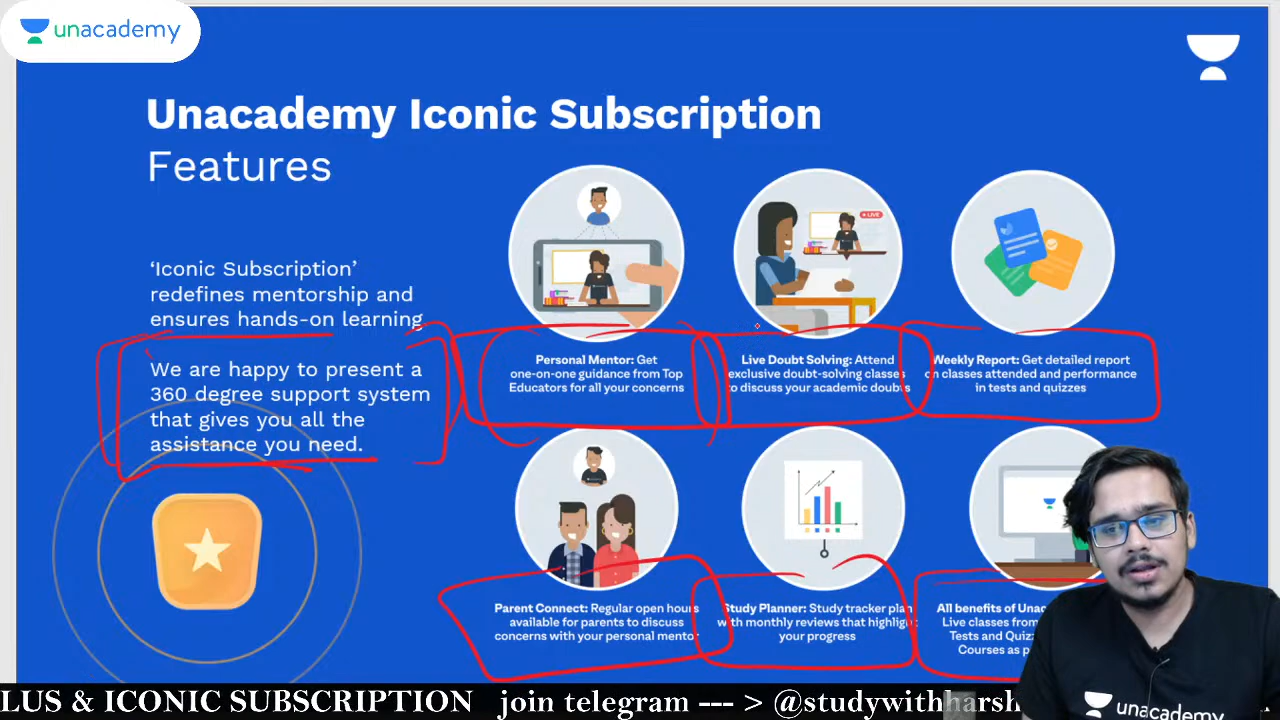 unacademy
Unacademy Iconic Subscription
Features
‘Iconic Subscription’
redefines mentorship and
ensures hands-on learning
We are happy to present a
360 degree support system
that gives you all the
assistance you need.
LIVE
Personal Mentor: Get
one-on-one guidance from Top
Educators for all your concerns
Live Doubt Solving: Attend
exclusive doubt-solving classes
to discuss your academic doubts
Weekly Report: Get detailed report
on classes attended and performance
in tests and quizzes
Parent Connect: Regular open hours
available for parents to discuss
concerns with your personal mentor
Study Planner: Study tracker plan
with monthly reviews that highlight
your progress
All benefits of
Live classes from
Tests and
Courses as
unacademy
LUS & ICONIC SUBSCRIPTION join telegram --- > @studywithharsh